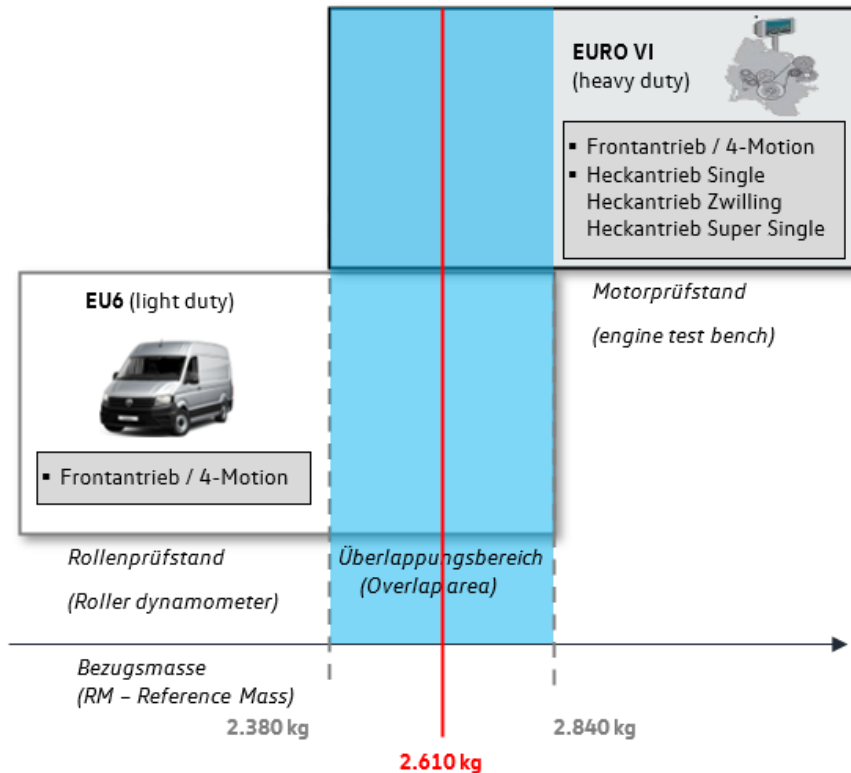 EURO VI
(heavy duty)
▪ Frontantrieb / 4-Motion
▪ Heckantrieb Single
Heckantrieb Zwilling
Heckantrieb Super Single
EU6 (light duty)
▪ Frontantrieb / 4-Motion
Motorprüfstand
(engine test bench)
Rollenprüfstand
(Roller dynamometer)
Überlappungsbereich
(Overlap area)
Bezugsmasse
(RM – Reference Mass)
2.380 kg
2.840 kg
2.610 kg